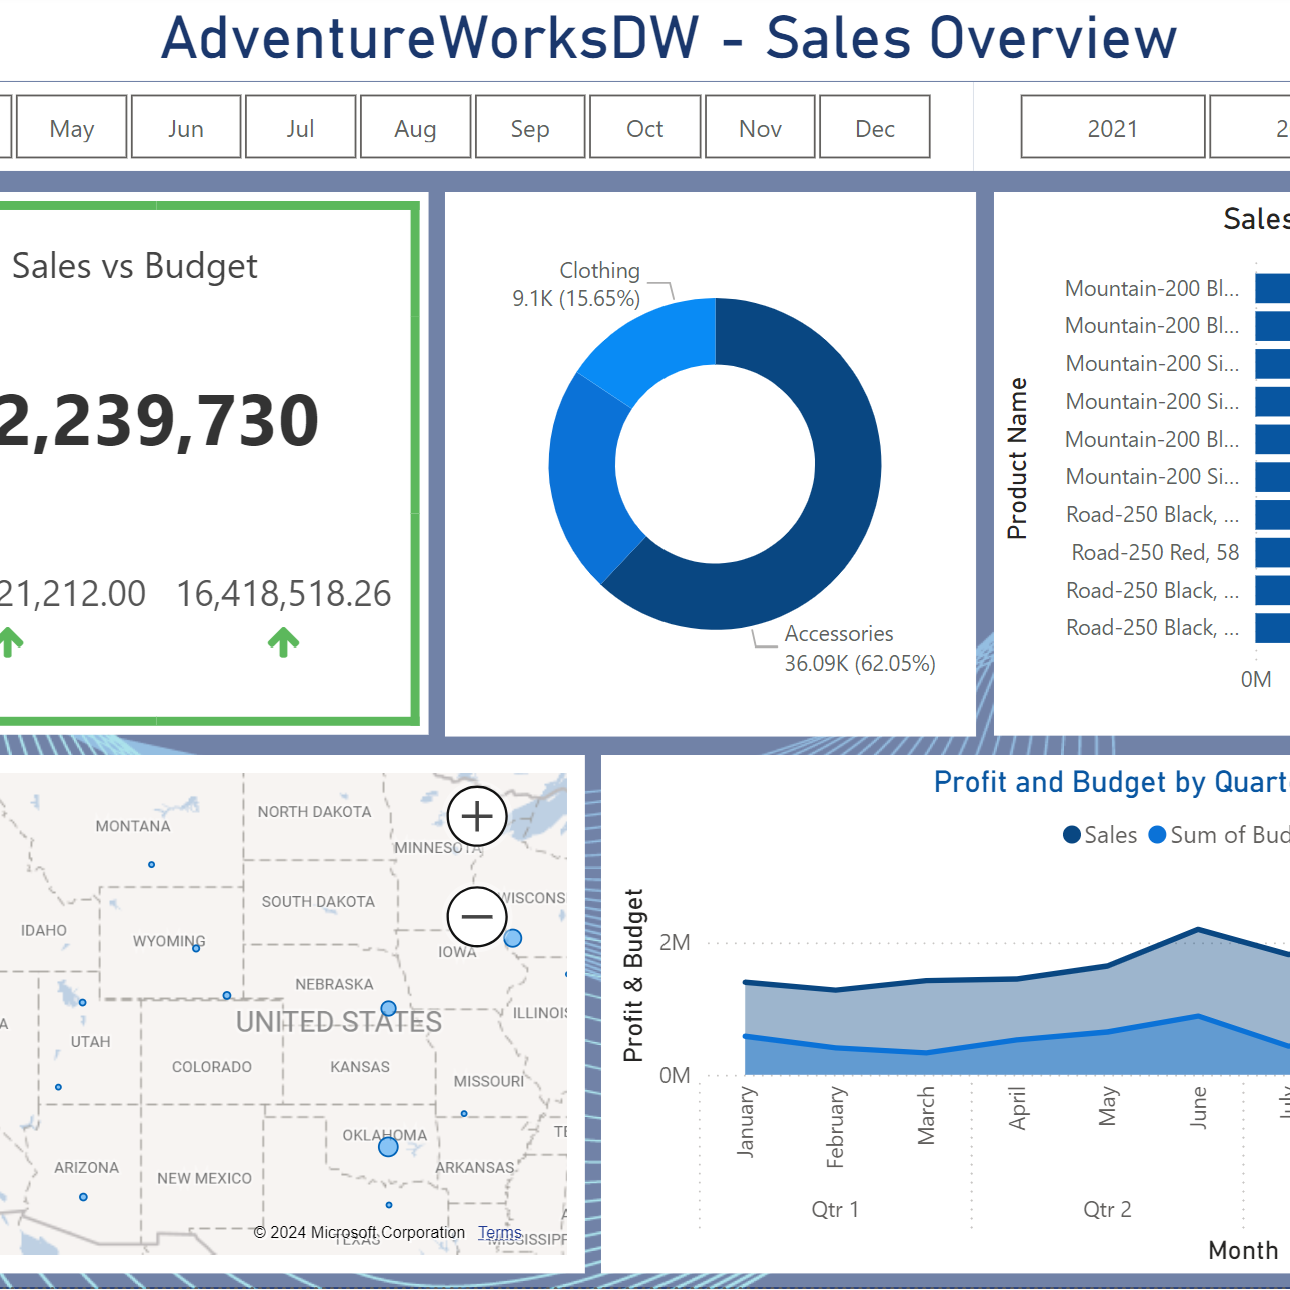 AdventureWorksDW - Sales Overview
May
Jun
Jul
Aug
Sep
Oct
Nov
Dec
2021
2
Sales vs Budget
2,239,730
21,212.00
16,418,518.26
Clothing
9.1K (15.65%)
Accessories
36.09K (62.05%)
Sales
Product Name
Mountain-200 Bl...
Mountain-200 Bl...
Mountain-200 Si...
Mountain-200 Si...
Mountain-200 Bl...
Mountain-200 Si...
Road-250 Black, ...
Road-250 Red, 58
Road-250 Black, ...
Road-250 Black, ...
0M
MONTANA
NORTH DAKOTA
MINNESOTA
SOUTH DAKOTA
WISCONS
IDAHO
WYOMING
IOWA
NEBRASKA
ILLINOIS
UNITED STATES
A
UTAH
COLORADO
KANSAS
MISSOURI
OKLAHOMA
TE
ARIZONA
NEW MEXICO
ARKANSAS
A
© 2024 Microsoft Corporation Terms
TEXAS
MISSISSIPP
Profit and Budget by Quart
Sales
Sum of Bud
Profit & Budget
2M
0M
January
February
March
April
May
June
July
Qtr 1
Qtr 2
Month